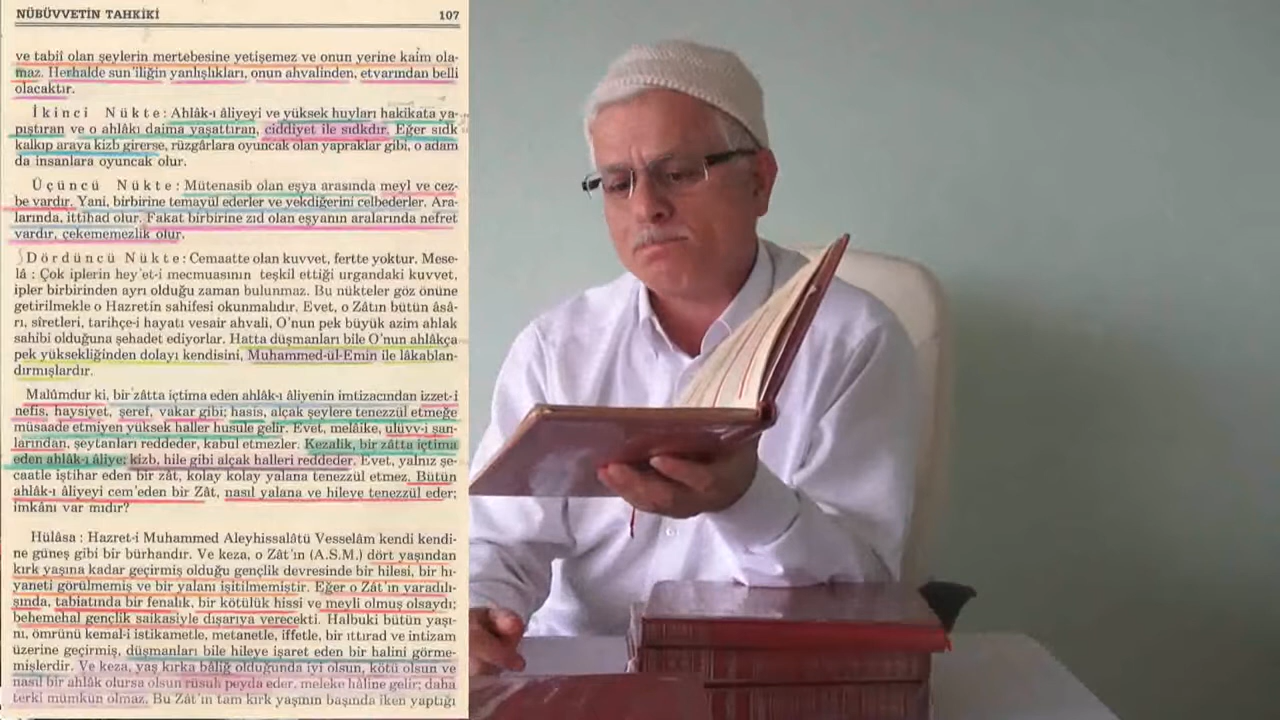 NÜBÜVVETİN TAHKİKİ 107
ve tabiî olan şeylerin mertebesine yetişemez ve onun yerine kaim ola-
maz. Herhalde sun'iliğin yanlışlıkları, onun ahvalinden, etvarından belli
olacaktır.
İkinci Nükte: Ahlâk-ı âliyeyi ve yüksek huyları hakikata ya-
pıştıran ve o ahlâkı daima yaşattıran, ciddiyet ile sıdkdır. Eğer sıdk
kalkıp araya kizb girerse, rüzgârlara oyuncak olan yapraklar gibi, o adam
da insanlara oyuncak olur.
Üçüncü Nükte: Mütenasib olan eşya arasında meyl ve cez-
be vardır. Yani, birbirine temayül ederler ve yekdiğerini celbederler. Ara-
larında, ittihad olur. Fakat birbirine zıd olan eşyanın aralarında nefret
vardır, çekememezlik olur.
Dördüncü Nükte: Cemaatte olan kuvvet, fertte yoktur. Mese-
lâ: Çok iplerin hey'et-i mecmuasının teşkil ettiği urgandaki kuvvet,
ipler birbirinden ayrı olduğu zaman bulunmaz. Bu nükteler göz önüne
getirilmekle o Hazretin sahifesi okunmalıdır. Evet, o Zâtın bütün âsâ-
rı, sîretleri, tarihçe-i hayatı vesair ahvali, O'nun pek büyük azim ahlak
sahibi olduğuna şehadet ediyorlar. Hatta düşmanları bile O'nun ahlâkça
pek yüksekliğinden dolayı kendisini, Muhammed-ül-Emin ile lâkablan-
dırmışlardır.
Malûmdur ki, bir zâtta içtima eden ahlâk-ı âliyenin imtizacından izzet-i
nefis, haysiyet, şeref, vakar gibi; hasis, alçak şeylere tenezzül etmeğe
müsaade etmiyen yüksek haller husule gelir. Evet, melâike, ulüvv-i şan-
larından, şeytanları reddeder, kabul etmezler. Kezalik, bir zâtta içtima
eden ahlâk-ı âliye; kizb, hile gibi alçak halleri reddeder. Evet, yalnız şe-
caatle iştihar eden bir zât, kolay kolay yalana tenezzül etmez. Bütün
ahlâk-ı âliyeyi cem'eden bir Zât, nasıl yalana ve hileye tenezzül eder;
imkânı var mıdır?
Hülâsa: Hazret-i Muhammed Aleyhissalâtü Vesselâm kendi kendi-
ne güneş gibi bir bürhandır. Ve keza, o Zât'ın (A.S.M.) dört yaşından
kırk yaşına kadar geçirmiş olduğu gençlik devresinde bir hilesi, bir hı-
yaneti görülmemiş ve bir yalanı işitilmemiştir. Eğer o Zât'ın yaradılı-
şında, tabiatında bir fenalık, bir kötülük hissi ve meyli olmuş olsaydı;
behemehal gençlik saikasiyle dışarıya verecekti. Halbuki bütün yaşı-
nı, ömrünü kemal-i istikametle, metanetle, iffetle, bir ıttırad ve intizam
üzerine geçirmiş, düşmanları bile hileye işaret eden bir halini görme-
mişlerdir. Ve keza, yaş kırka bâliğ olduğunda iyi olsun, kötü olsun ve
nasıl bir ahlâk olursa olsun rüsuh peyda eder, meleke hâline gelir; daha
terki mümkün olmaz. Bu Zât'ın tam kırk yaşının başında iken yaptığı